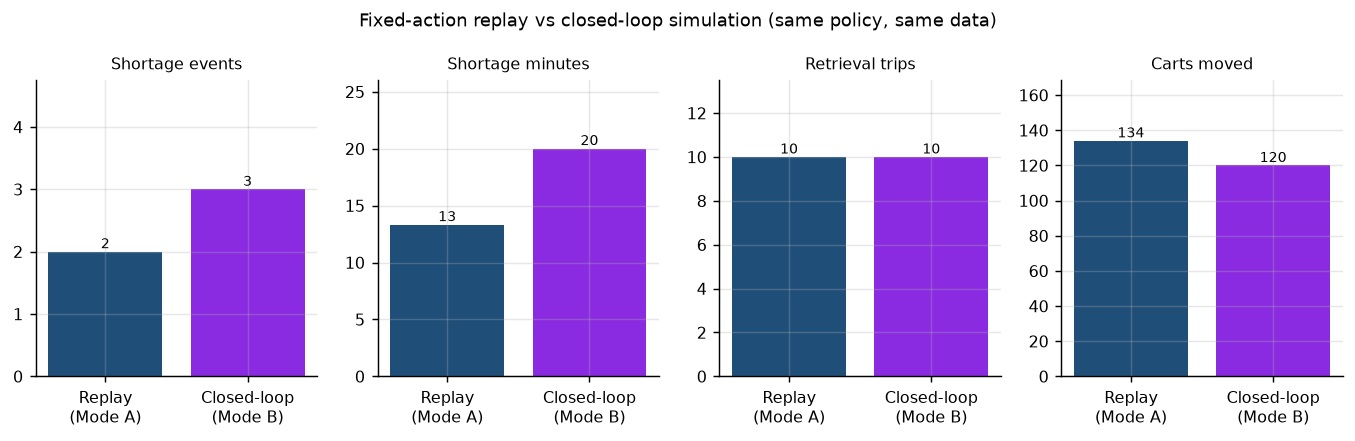 Fixed-action replay vs closed-loop simulation (same policy, same data)
Shortage events
4
3
2
1
0
2
3
Replay
(Mode A)
Closed-loop
(Mode B)
Shortage minutes
25
20
15
10
5
0
13
20
Replay
(Mode A)
Closed-loop
(Mode B)
Retrieval trips
12
10
8
6
4
2
0
10
10
Replay
(Mode A)
Closed-loop
(Mode B)
Carts moved
160
140
120
100
80
60
40
20
0
134
120
Replay
(Mode A)
Closed-loop
(Mode B)